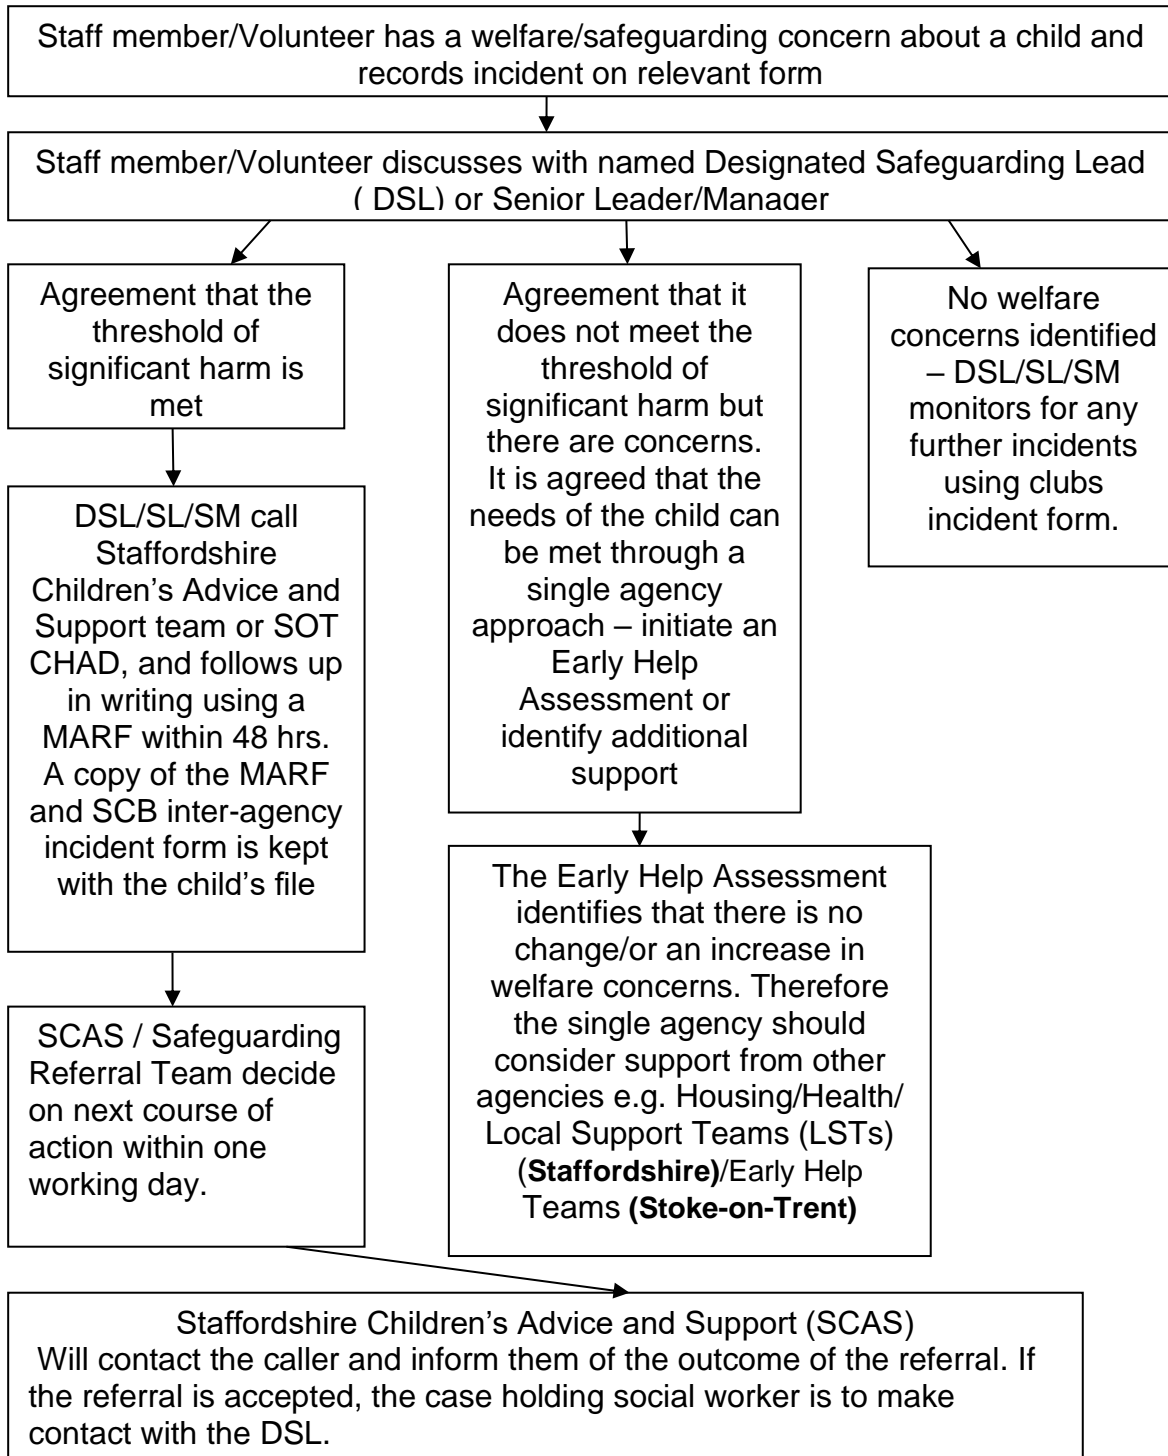 Staff member/Volunteer has a welfare/safeguarding concern about a child and
records incident on relevant form
Staff member/Volunteer discusses with named Designated Safeguarding Lead
( DSL) or Senior Leader/Manager
Agreement that the
threshold of
significant harm is
met
DSL/SL/SM call
Staffordshire
Children’s Advice and
Support team or SOT
CHAD, and follows up
in writing using a
MARF within 48 hrs.
A copy of the MARF
and SCB inter-agency
incident form is kept
with the child’s file
SCAS / Safeguarding
Referral Team decide
on next course of
action within one
working day.
Agreement that it
does not meet the
threshold of
significant harm but
there are concerns.
It is agreed that the
needs of the child can
be met through a
single agency
approach – initiate an
Early Help
Assessment or
identify additional
support
The Early Help Assessment
identifies that there is no
change/or an increase in
welfare concerns. Therefore
the single agency should
consider support from other
agencies e.g. Housing/Health/
Local Support Teams (LSTs)
(Staffordshire)/Early Help
Teams (Stoke-on-Trent)
No welfare
concerns identified
– DSL/SL/SM
monitors for any
further incidents
using clubs
incident form.
Staffordshire Children’s Advice and Support (SCAS)
Will contact the caller and inform them of the outcome of the referral. If
the referral is accepted, the case holding social worker is to make
contact with the DSL.